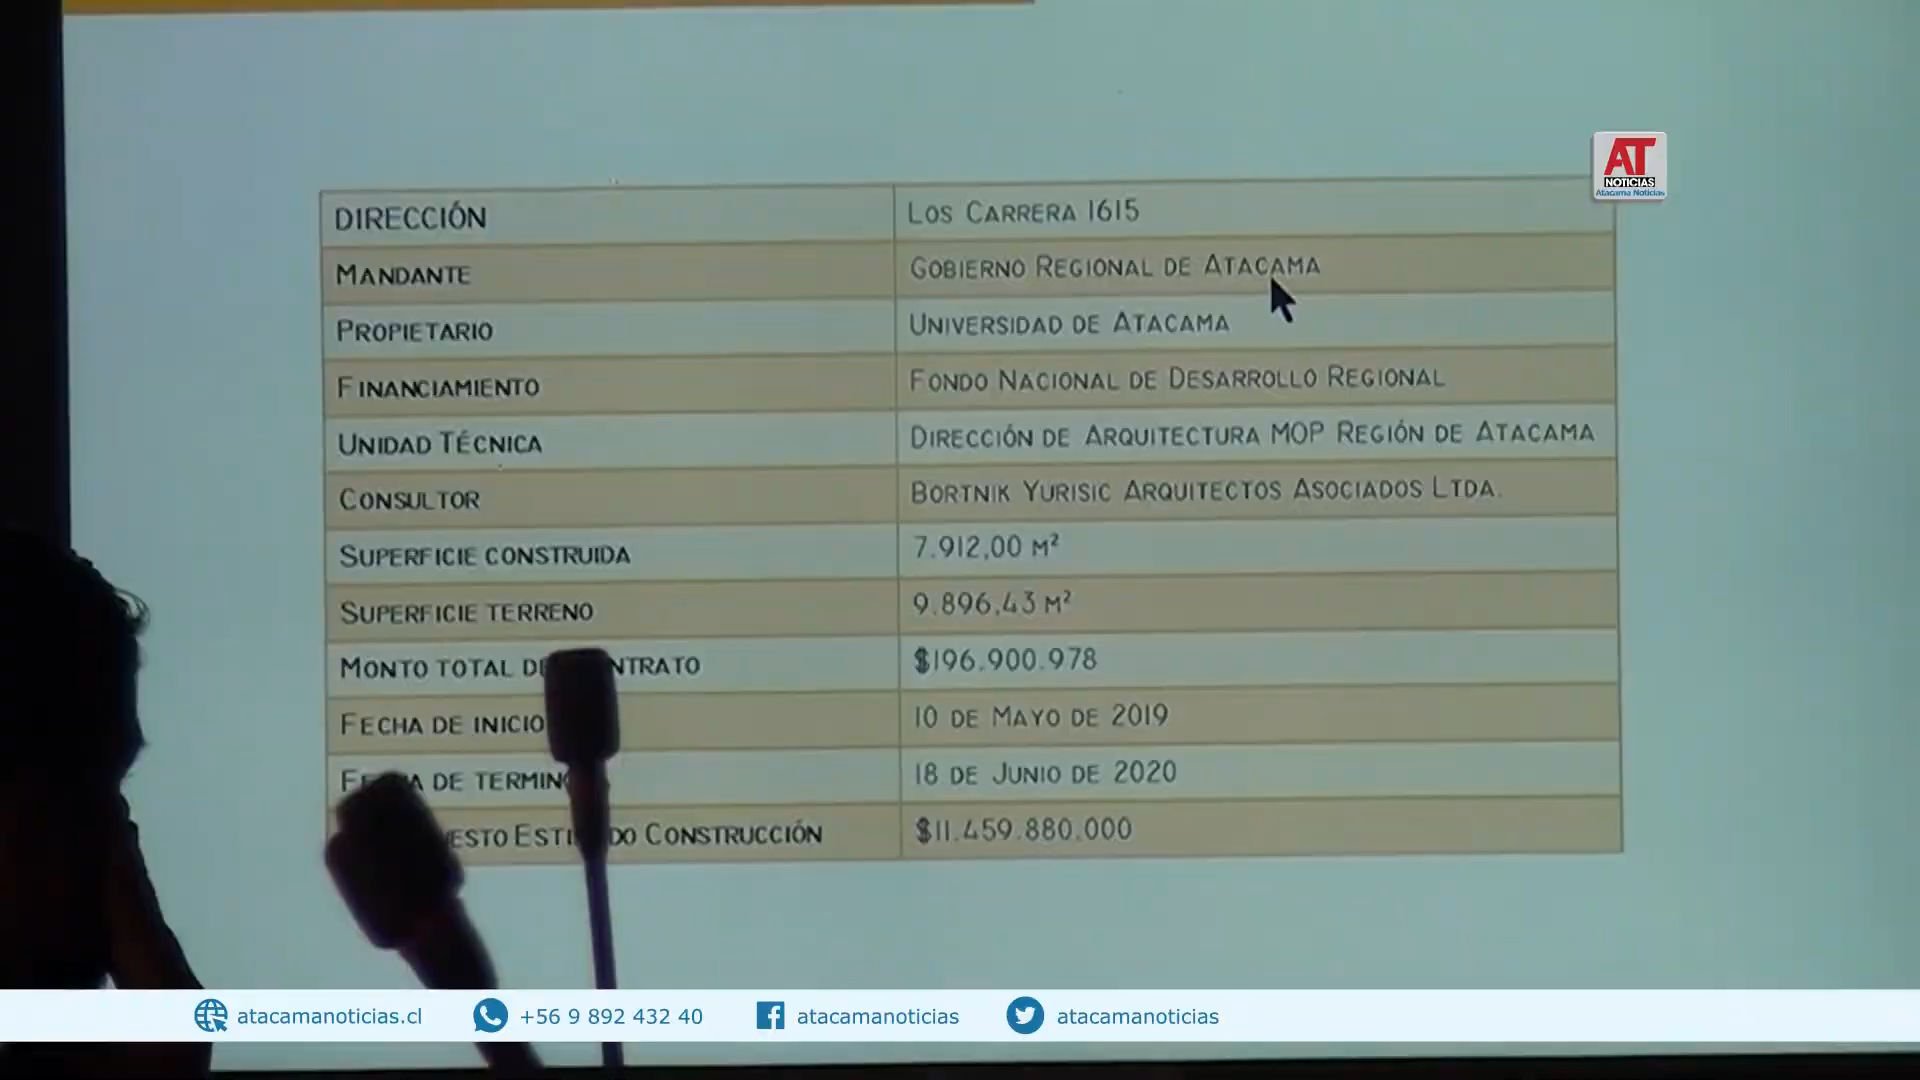 AT
NOTICIAS
Atacama Noticias
DIRECCIÓN LOS CARRERA 1615
MANDANTE GOBIERNO REGIONAL DE ATACAMA
PROPIETARIO UNIVERSIDAD DE ATACAMA
FINANCIAMIENTO FONDO NACIONAL DE DESARROLLO REGIONAL
UNIDAD TÉCNICA DIRECCIÓN DE ARQUITECTURA MOP REGIÓN DE ATACAMA
CONSULTOR BORTNIK YURISIC ARQUITECTOS ASOCIADOS LTDA.
SUPERFICIE CONSTRUIDA 7.912,00 M²
SUPERFICIE TERRENO 9.896,43 M²
MONTO TOTAL $196.900.978
FECHA DE INICIO 10 DE MAYO DE 2019
DE 18 DE JUNIO DE 2020
CONSTRUCCIÓN $11.459.880.000
atacamanoticias.cl +56 9 892 432 40 atacamanoticias atacamanoticias